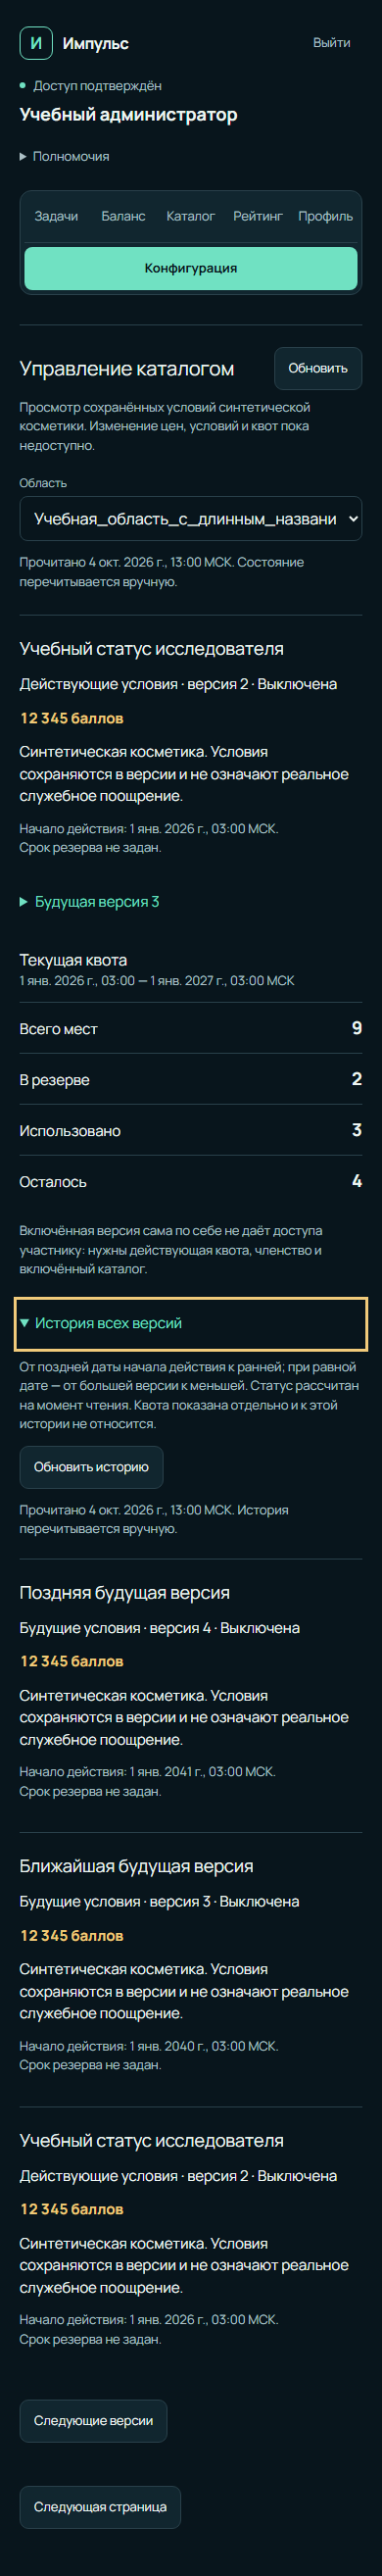 И Импульс Выйти
Доступ подтверждён
Учебный администратор
Полномочия
Задачи Баланс Каталог Рейтинг Профиль
Конфигурация
Управление каталогом Обновить
Просмотр сохранённых условий синтетической
косметики. Изменение цен, условий и квот пока
недоступно.
Область
Учебная_область_с_длинным_названи
Прочитано 4 окт. 2026 г., 13:00 МСК. Состояние
перечитывается вручную.
Учебный статус исследователя
Действующие условия · версия 2 · Выключена
12 345 баллов
Синтетическая косметика. Условия
сохраняются в версии и не означают реальное
служебное поощрение.
Начало действия: 1 янв. 2026 г., 03:00 МСК.
Срок резерва не задан.
Будущая версия 3
Текущая квота
1 янв. 2026 г., 03:00 — 1 янв. 2027 г., 03:00 МСК
Всего мест 9
В резерве 2
Использовано 3
Осталось 4
Включённая версия сама по себе не даёт доступа
участнику: нужны действующая квота, членство и
включённый каталог.
История всех версий
От поздней даты начала действия к ранней; при равной
дате — от большей версии к меньшей. Статус рассчитан
на момент чтения. Квота показана отдельно и к этой
истории не относится.
Обновить историю
Прочитано 4 окт. 2026 г., 13:00 МСК. История
перечитывается вручную.
Поздняя будущая версия
Будущие условия · версия 4 · Выключена
12 345 баллов
Синтетическая косметика. Условия
сохраняются в версии и не означают реальное
служебное поощрение.
Начало действия: 1 янв. 2041 г., 03:00 МСК.
Срок резерва не задан.
Ближайшая будущая версия
Будущие условия · версия 3 · Выключена
12 345 баллов
Синтетическая косметика. Условия
сохраняются в версии и не означают реальное
служебное поощрение.
Начало действия: 1 янв. 2040 г., 03:00 МСК.
Срок резерва не задан.
Учебный статус исследователя
Действующие условия · версия 2 · Выключена
12 345 баллов
Синтетическая косметика. Условия
сохраняются в версии и не означают реальное
служебное поощрение.
Начало действия: 1 янв. 2026 г., 03:00 МСК.
Срок резерва не задан.
Следующие версии
Следующая страница